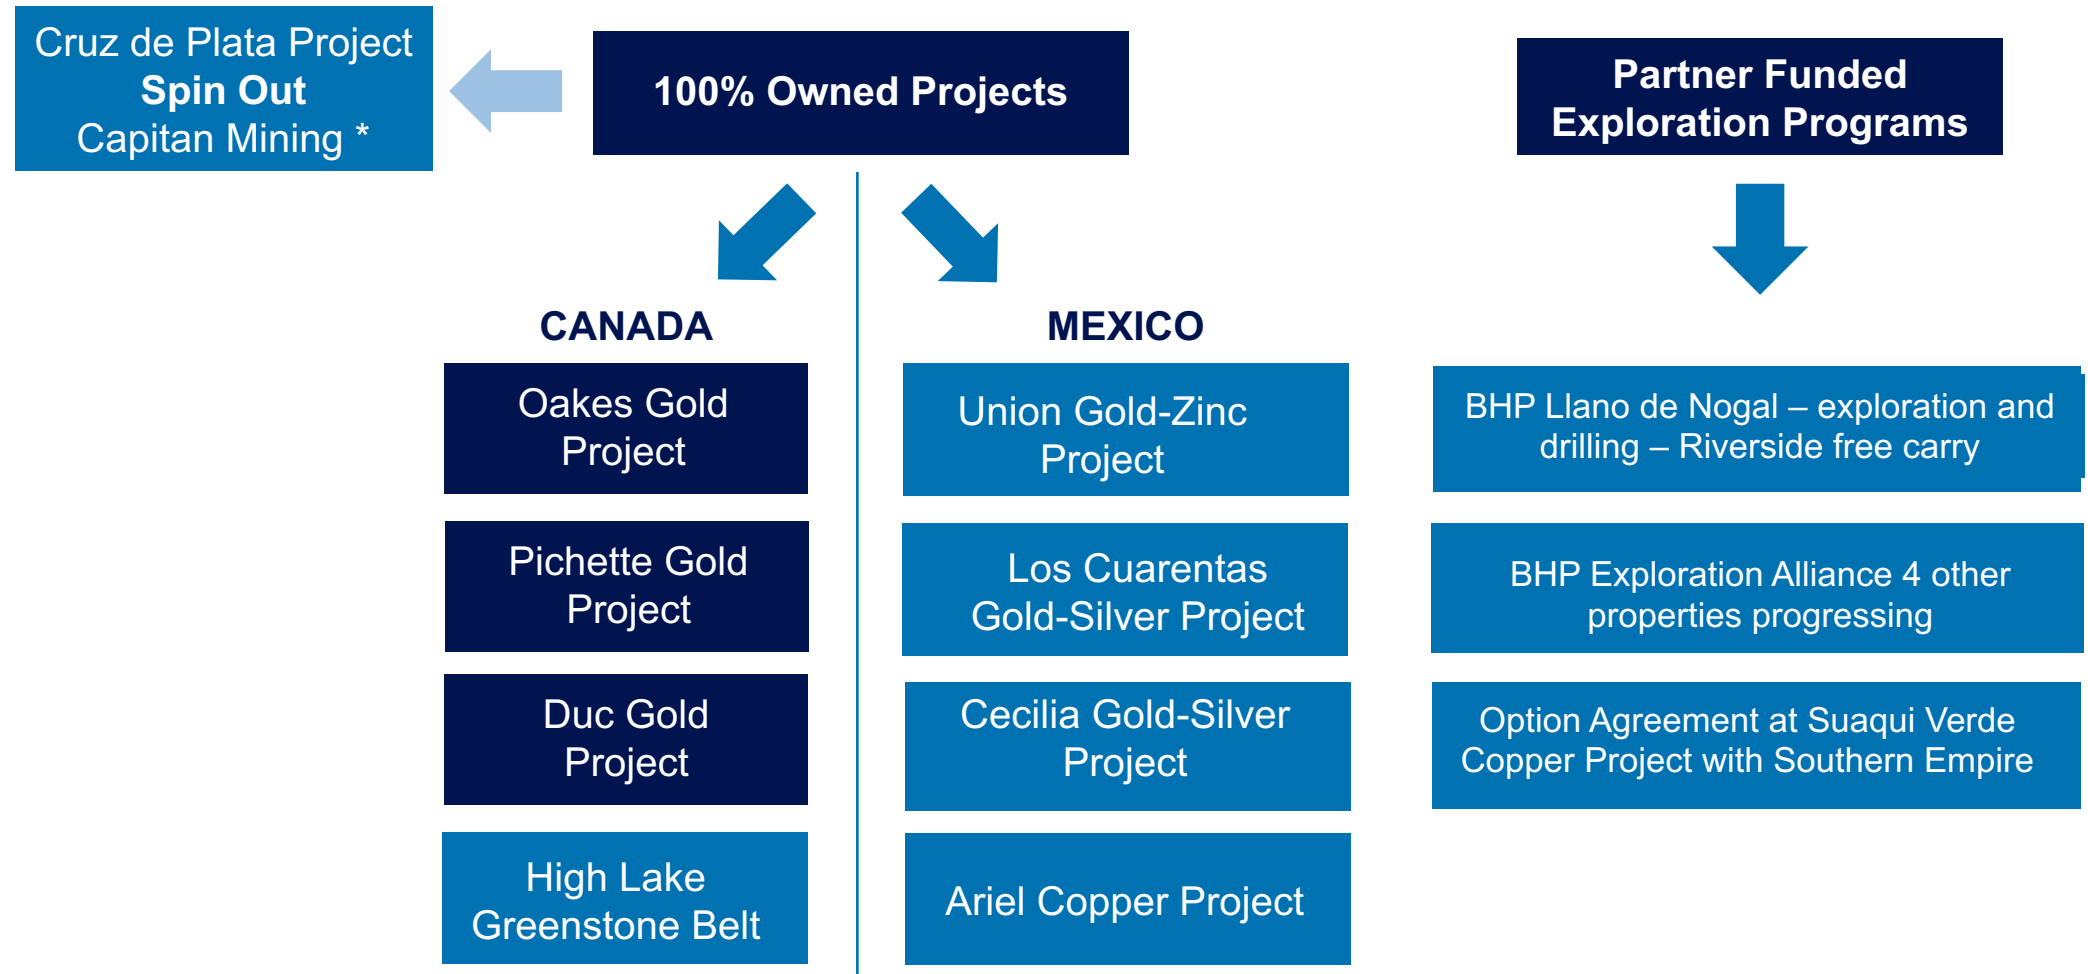 Cruz de Plata Project
Spin Out
Capitan Mining *
100% Owned Projects
Partner Funded
Exploration Programs
CANADA
Oakes Gold
Project
Pichette Gold
Project
Duc Gold
Project
High Lake
Greenstone Belt
MEXICO
Union Gold-Zinc
Project
Los Cuarentas
Gold-Silver Project
Cecilia Gold-Silver
Project
Ariel Copper Project
BHP Llano de Nogal – exploration and
drilling – Riverside free carry
BHP Exploration Alliance 4 other
properties progressing
Option Agreement at Suaqui Verde
Copper Project with Southern Empire